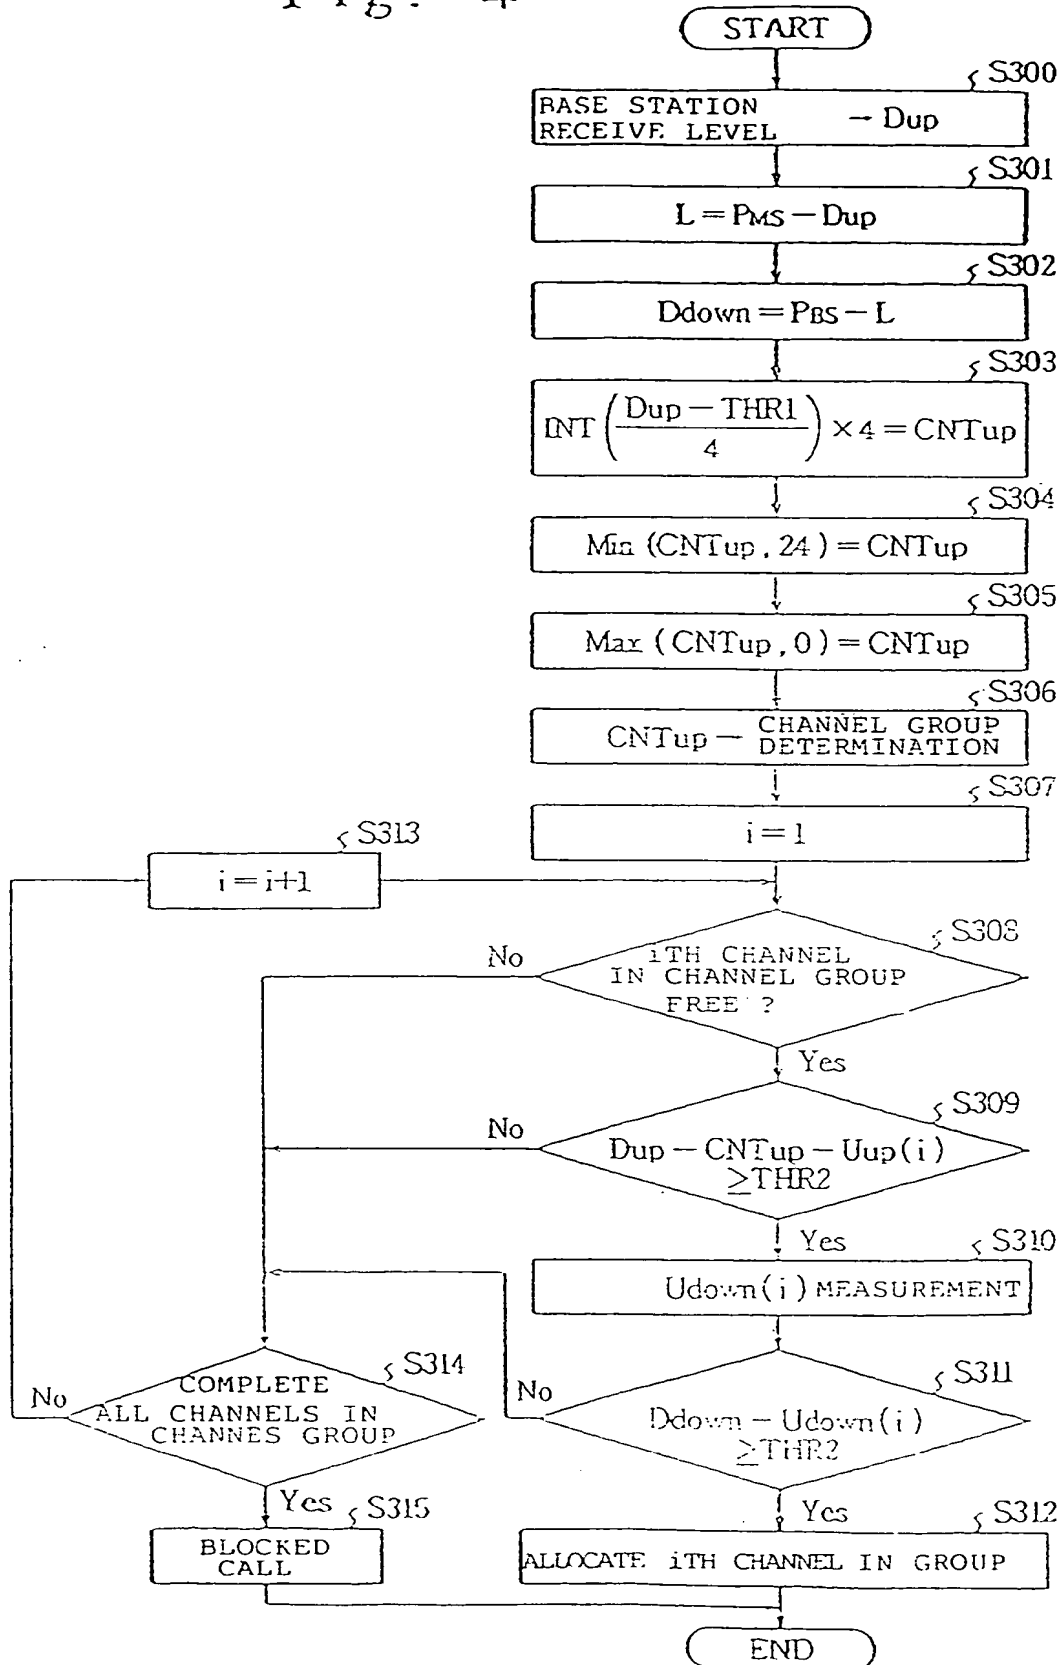 Fig. 4
START
S300
BASE STATION
RECEIVE LEVEL → Dup
S301
L = PMS − Dup
S302
Ddown = PBS − L
S303
INT ( Dup − THR1 / 4 ) × 4 = CNTup
S304
Min (CNTup, 24) = CNTup
S305
Max (CNTup, 0) = CNTup
S306
CNTup — CHANNEL GROUP
DETERMINATION
S307
i = 1
S313
i = i+1
S308
iTH CHANNEL
IN CHANNEL GROUP
FREE ?
No
Yes
S309
Dup − CNTup − Uup(i)
≥THR2
No
Yes
S310
Udown(i) MEASUREMENT
S311
Ddown − Udown(i)
≥THR2
No
Yes
S314
COMPLETE
ALL CHANNELS IN
CHANNES GROUP
No
Yes
S315
BLOCKED
CALL
S312
ALLOCATE iTH CHANNEL IN GROUP
END